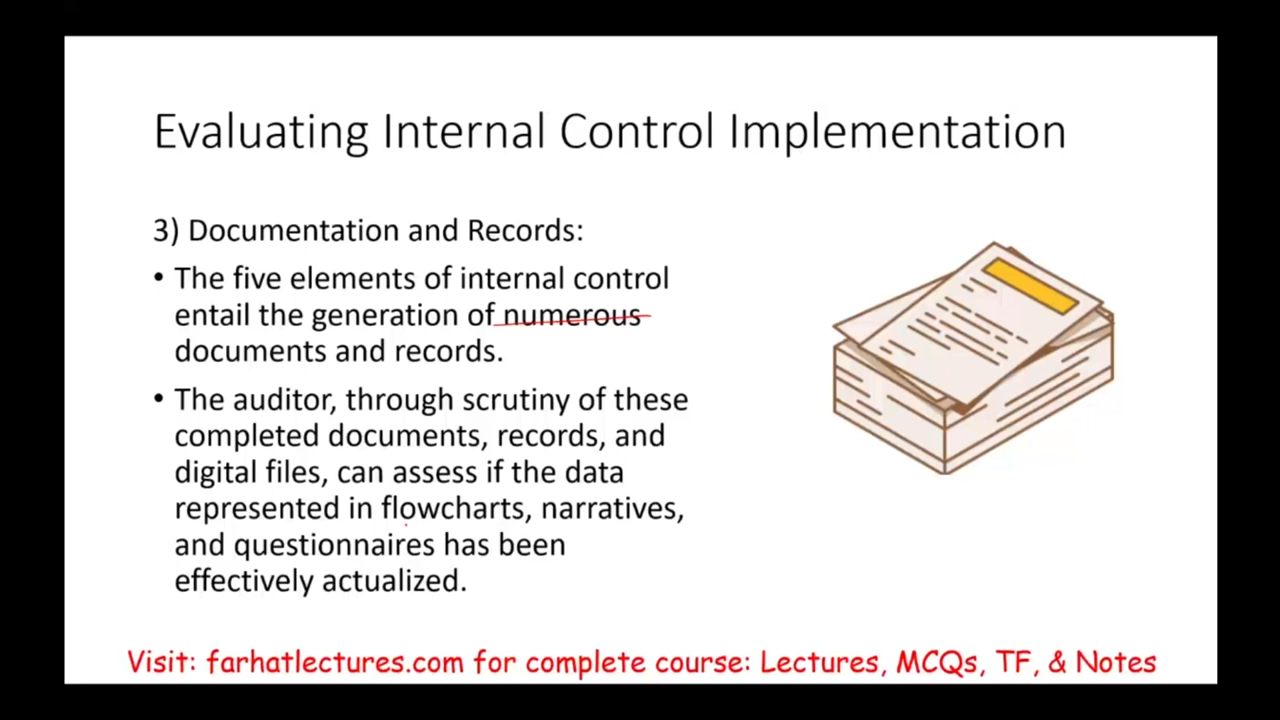 Evaluating Internal Control Implementation
3) Documentation and Records:
• The five elements of internal control
entail the generation of numerous
documents and records.
• The auditor, through scrutiny of these
completed documents, records, and
digital files, can assess if the data
represented in flowcharts, narratives,
and questionnaires has been
effectively actualized.
Visit: farhatlectures.com for complete course: Lectures, MCQs, TF, & Notes